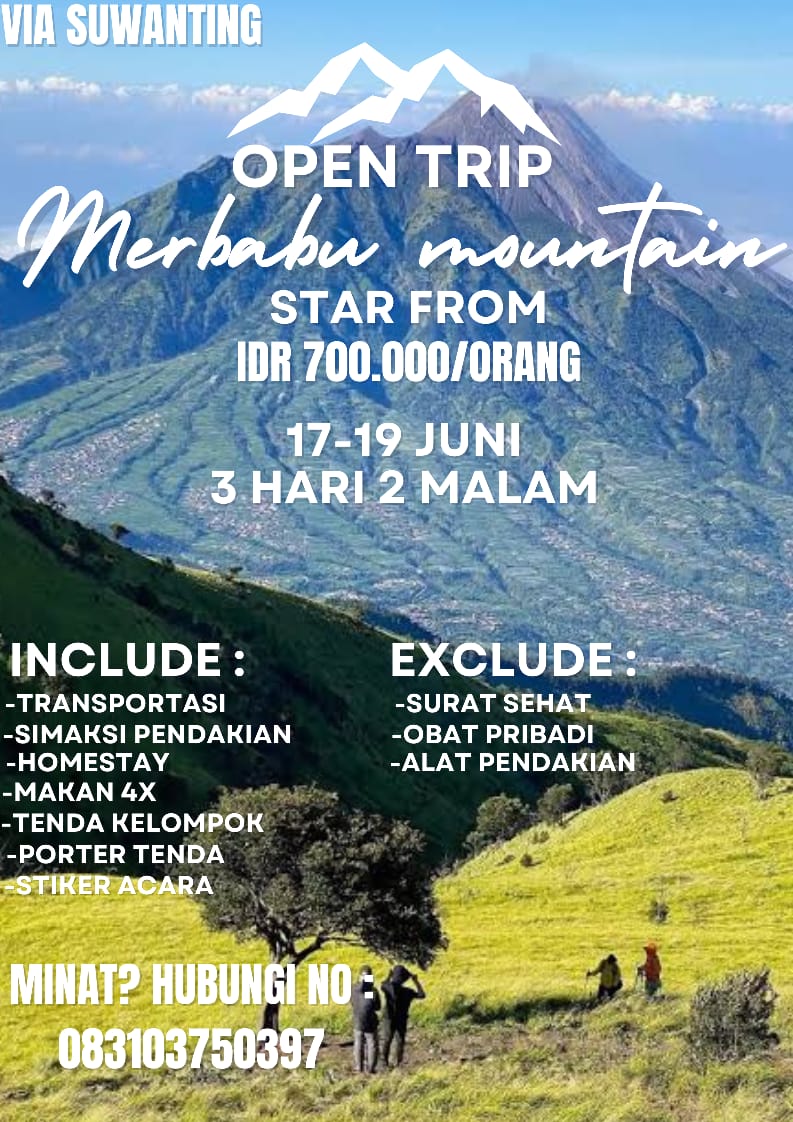 VIA SUWANTING
OPEN TRIP
Merbabu mountain
STAR FROM
IDR 700.000/ORANG
17-19 JUNI
3 HARI 2 MALAM
INCLUDE :
-TRANSPORTASI
-SIMAKSI PENDAKIAN
-HOMESTAY
-MAKAN 4X
-TENDA KELOMPOK
-PORTER TENDA
-STIKER ACARA
EXCLUDE :
-SURAT SEHAT
-OBAT PRIBADI
-ALAT PENDAKIAN
MINAT? HUBUNGI NO :
083103750397